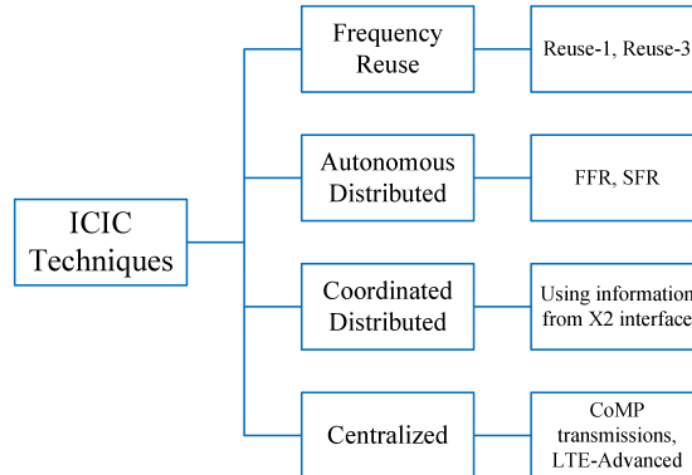 Frequency
Reuse
Reuse-1, Reuse-3
Autonomous
Distributed
FFR, SFR
ICIC
Techniques
Coordinated
Distributed
Using information
from X2 interface
Centralized
CoMP
transmissions,
LTE-Advanced